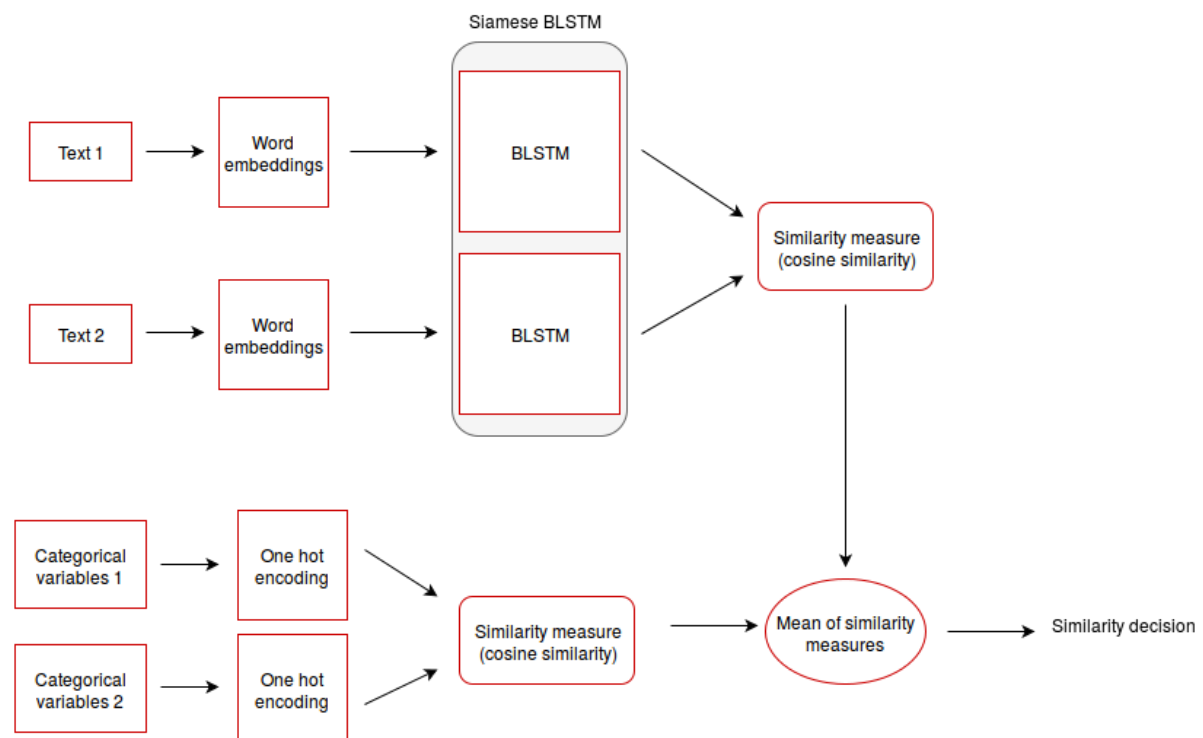 Siamese BLSTM
Text 1
Word
embeddings
BLSTM
Similarity measure
(cosine similarity)
Text 2
Word
embeddings
BLSTM
Categorical
variables 1
One hot
encoding
Similarity measure
(cosine similarity)
Mean of similarity
measures
Similarity decision
Categorical
variables 2
One hot
encoding